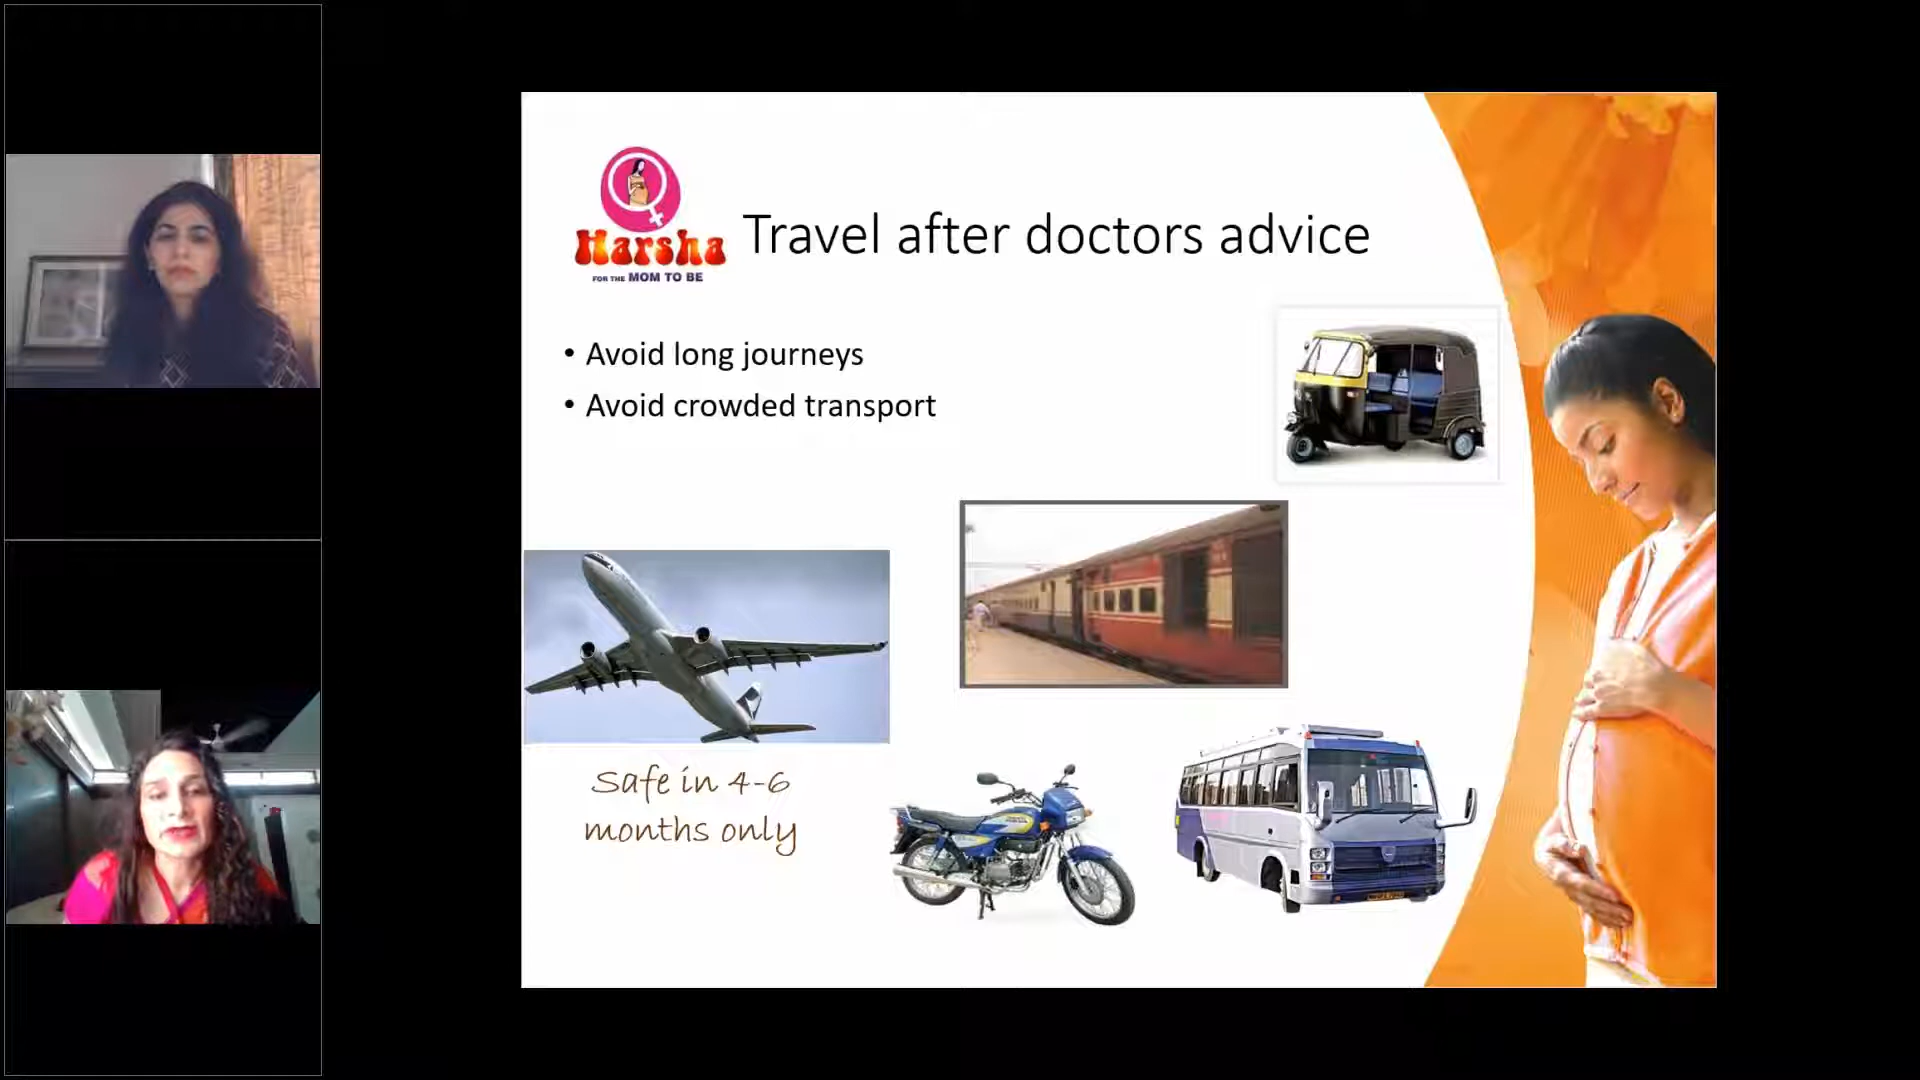 Harsha
FOR THE MOM TO BE
Travel after doctors advice
• Avoid long journeys
• Avoid crowded transport
Safe in 4-6
months only